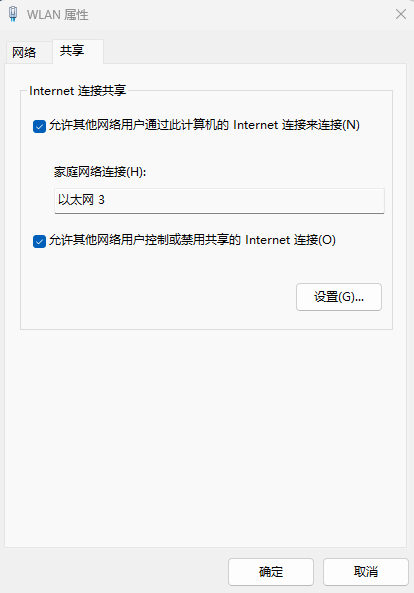 WLAN 属性
网络
共享
Internet 连接共享
允许其他网络用户通过此计算机的 Internet 连接来连接(N)
家庭网络连接(H):
以太网 3
允许其他网络用户控制或禁用共享的 Internet 连接(O)
设置(G)...
确定
取消